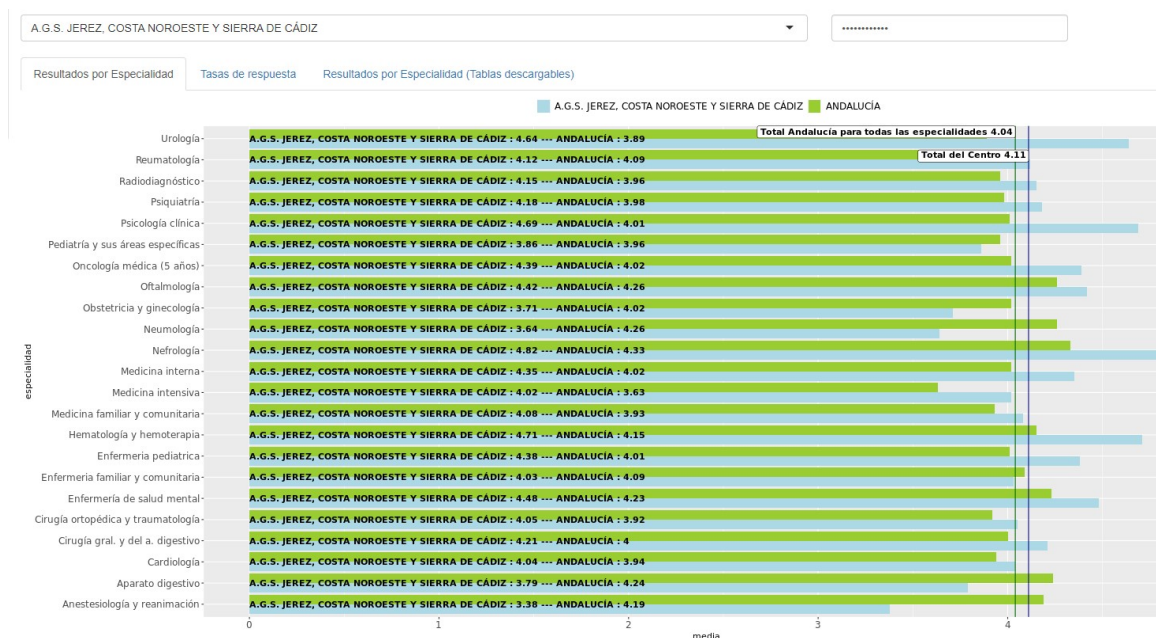 A.G.S. JEREZ, COSTA NOROESTE Y SIERRA DE CÁDIZ
Resultados por Especialidad
Tasas de respuesta
Resultados por Especialidad (Tablas descargables)
A.G.S. JEREZ, COSTA NOROESTE Y SIERRA DE CÁDIZ ANDALUCÍA
Total Andalucía para todas las especialidades 4.04
Urología A.G.S. JEREZ, COSTA NOROESTE Y SIERRA DE CÁDIZ : 4.64 --- ANDALUCÍA : 3.89
Total del Centro 4.11
Reumatología A.G.S. JEREZ, COSTA NOROESTE Y SIERRA DE CÁDIZ : 4.12 --- ANDALUCÍA : 4.09
Radiodiagnóstico A.G.S. JEREZ, COSTA NOROESTE Y SIERRA DE CÁDIZ : 4.15 --- ANDALUCÍA : 3.96
Psiquiatría A.G.S. JEREZ, COSTA NOROESTE Y SIERRA DE CÁDIZ : 4.18 --- ANDALUCÍA : 3.98
Psicología clínica A.G.S. JEREZ, COSTA NOROESTE Y SIERRA DE CÁDIZ : 4.69 --- ANDALUCÍA : 4.01
Pediatría y sus áreas específicas A.G.S. JEREZ, COSTA NOROESTE Y SIERRA DE CÁDIZ : 3.86 --- ANDALUCÍA : 3.96
Oncología médica (5 años) A.G.S. JEREZ, COSTA NOROESTE Y SIERRA DE CÁDIZ : 4.39 --- ANDALUCÍA : 4.02
Oftalmología A.G.S. JEREZ, COSTA NOROESTE Y SIERRA DE CÁDIZ : 4.42 --- ANDALUCÍA : 4.26
Obstetricia y ginecología A.G.S. JEREZ, COSTA NOROESTE Y SIERRA DE CÁDIZ : 3.71 --- ANDALUCÍA : 4.02
Neumología A.G.S. JEREZ, COSTA NOROESTE Y SIERRA DE CÁDIZ : 3.64 --- ANDALUCÍA : 4.26
Nefrología A.G.S. JEREZ, COSTA NOROESTE Y SIERRA DE CÁDIZ : 4.82 --- ANDALUCÍA : 4.33
Medicina interna A.G.S. JEREZ, COSTA NOROESTE Y SIERRA DE CÁDIZ : 4.35 --- ANDALUCÍA : 4.02
Medicina intensiva A.G.S. JEREZ, COSTA NOROESTE Y SIERRA DE CÁDIZ : 4.02 --- ANDALUCÍA : 3.63
Medicina familiar y comunitaria A.G.S. JEREZ, COSTA NOROESTE Y SIERRA DE CÁDIZ : 4.08 --- ANDALUCÍA : 3.93
Hematología y hemoterapia A.G.S. JEREZ, COSTA NOROESTE Y SIERRA DE CÁDIZ : 4.71 --- ANDALUCÍA : 4.15
Enfermeria pediatrica A.G.S. JEREZ, COSTA NOROESTE Y SIERRA DE CÁDIZ : 4.38 --- ANDALUCÍA : 4.01
Enfermeria familiar y comunitaria A.G.S. JEREZ, COSTA NOROESTE Y SIERRA DE CÁDIZ : 4.03 --- ANDALUCÍA : 4.09
Enfermería de salud mental A.G.S. JEREZ, COSTA NOROESTE Y SIERRA DE CÁDIZ : 4.48 --- ANDALUCÍA : 4.23
Cirugía ortopédica y traumatología A.G.S. JEREZ, COSTA NOROESTE Y SIERRA DE CÁDIZ : 4.05 --- ANDALUCÍA : 3.92
Cirugía gral. y del a. digestivo A.G.S. JEREZ, COSTA NOROESTE Y SIERRA DE CÁDIZ : 4.21 --- ANDALUCÍA : 4
Cardiología A.G.S. JEREZ, COSTA NOROESTE Y SIERRA DE CÁDIZ : 4.04 --- ANDALUCÍA : 3.94
Aparato digestivo A.G.S. JEREZ, COSTA NOROESTE Y SIERRA DE CÁDIZ : 3.79 --- ANDALUCÍA : 4.24
Anestesiología y reanimación A.G.S. JEREZ, COSTA NOROESTE Y SIERRA DE CÁDIZ : 3.38 --- ANDALUCÍA : 4.19
especialidad
0 1 2 3 4
media